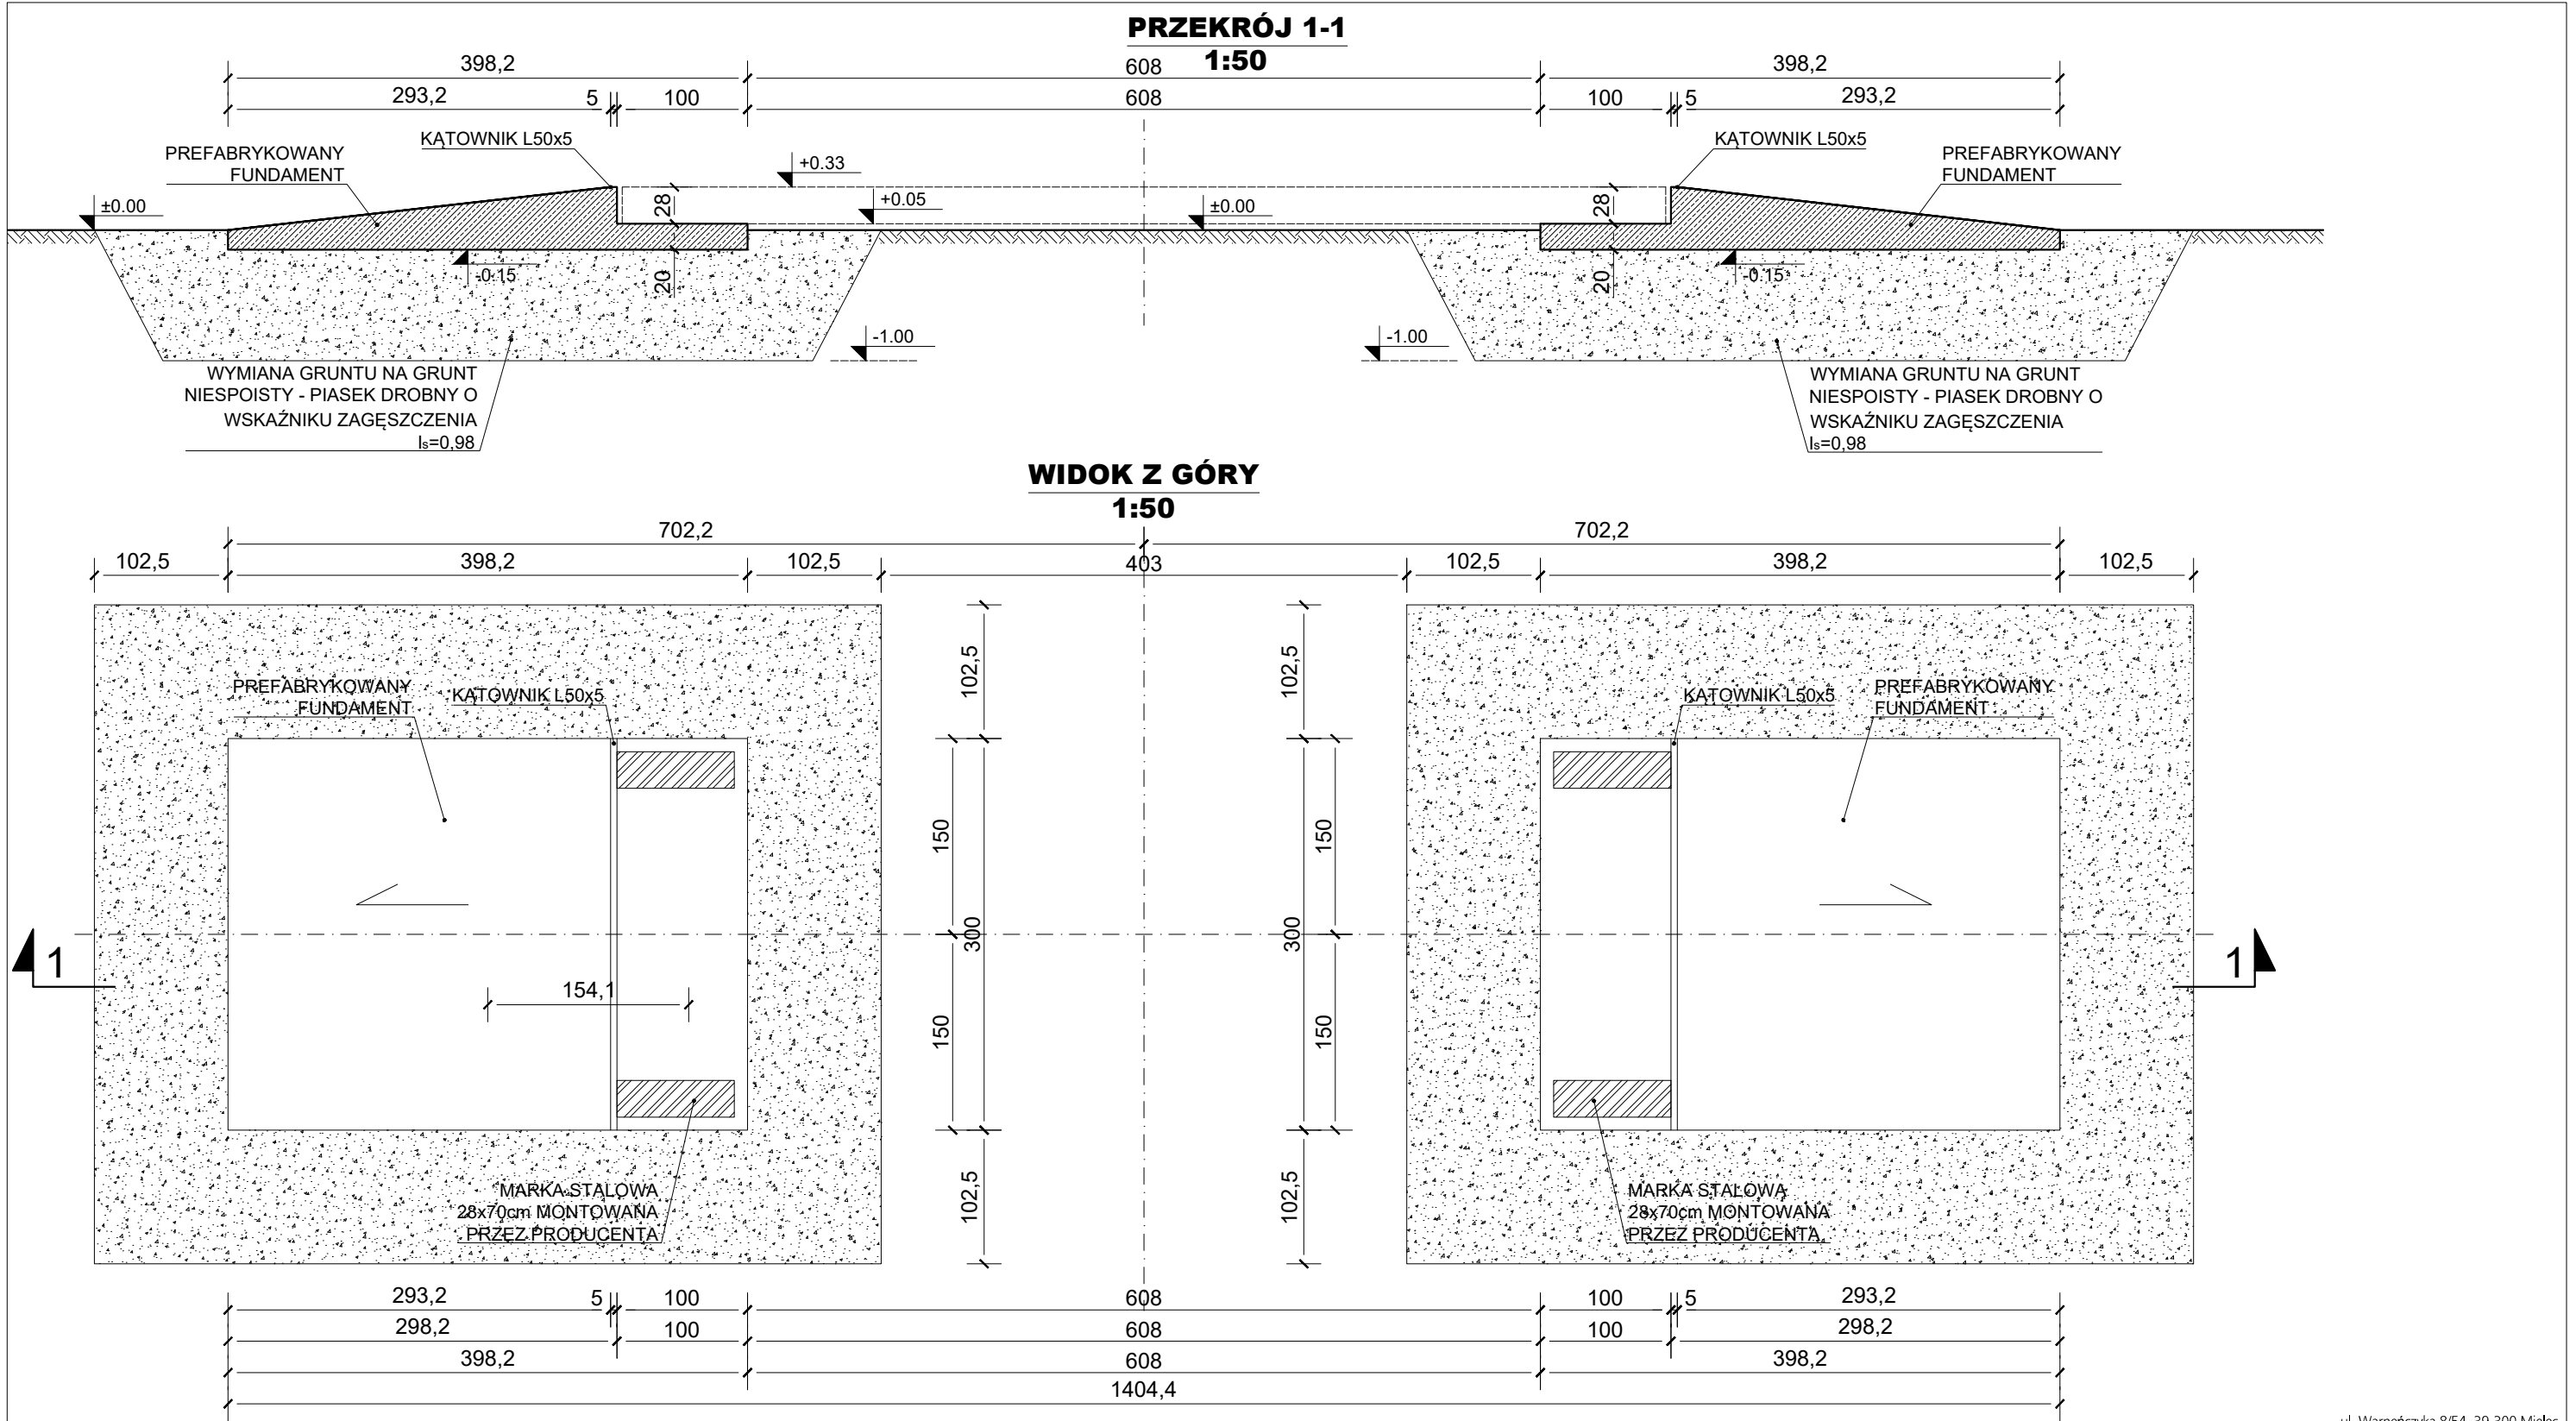 PRZEKRÓJ 1-1
1:50
398,2 608 398,2
293,2 5 100 608 100 5 293,2
KĄTOWNIK L50x5 KĄTOWNIK L50x5
PREFABRYKOWANY
FUNDAMENT
PREFABRYKOWANY
FUNDAMENT
+0.33
±0.00 28 +0.05 ±0.00 28
-0.15 20 20 -0.15
-1.00 -1.00
WYMIANA GRUNTU NA GRUNT
NIESPOISTY - PIASEK DROBNY O
WSKAŹNIKU ZAGĘSZCZENIA
Is=0,98
WYMIANA GRUNTU NA GRUNT
NIESPOISTY - PIASEK DROBNY O
WSKAŹNIKU ZAGĘSZCZENIA
Is=0,98
WIDOK Z GÓRY
1:50
702,2 702,2
102,5 398,2 102,5 403 102,5 398,2 102,5
102,5 102,5
PREFABRYKOWANY
FUNDAMENT
KĄTOWNIK L50x5
KĄTOWNIK L50x5
PREFABRYKOWANY
FUNDAMENT
150 150
300 300
1 1
154,1
150 150
102,5 102,5
MARKA STALOWA
28x70cm MONTOWANA
PRZEZ PRODUCENTA
MARKA STALOWA
28x70cm MONTOWANA
PRZEZ PRODUCENTA
293,2 5 100 608 100 5 293,2
298,2 100 608 100 298,2
398,2 608 398,2
1404,4